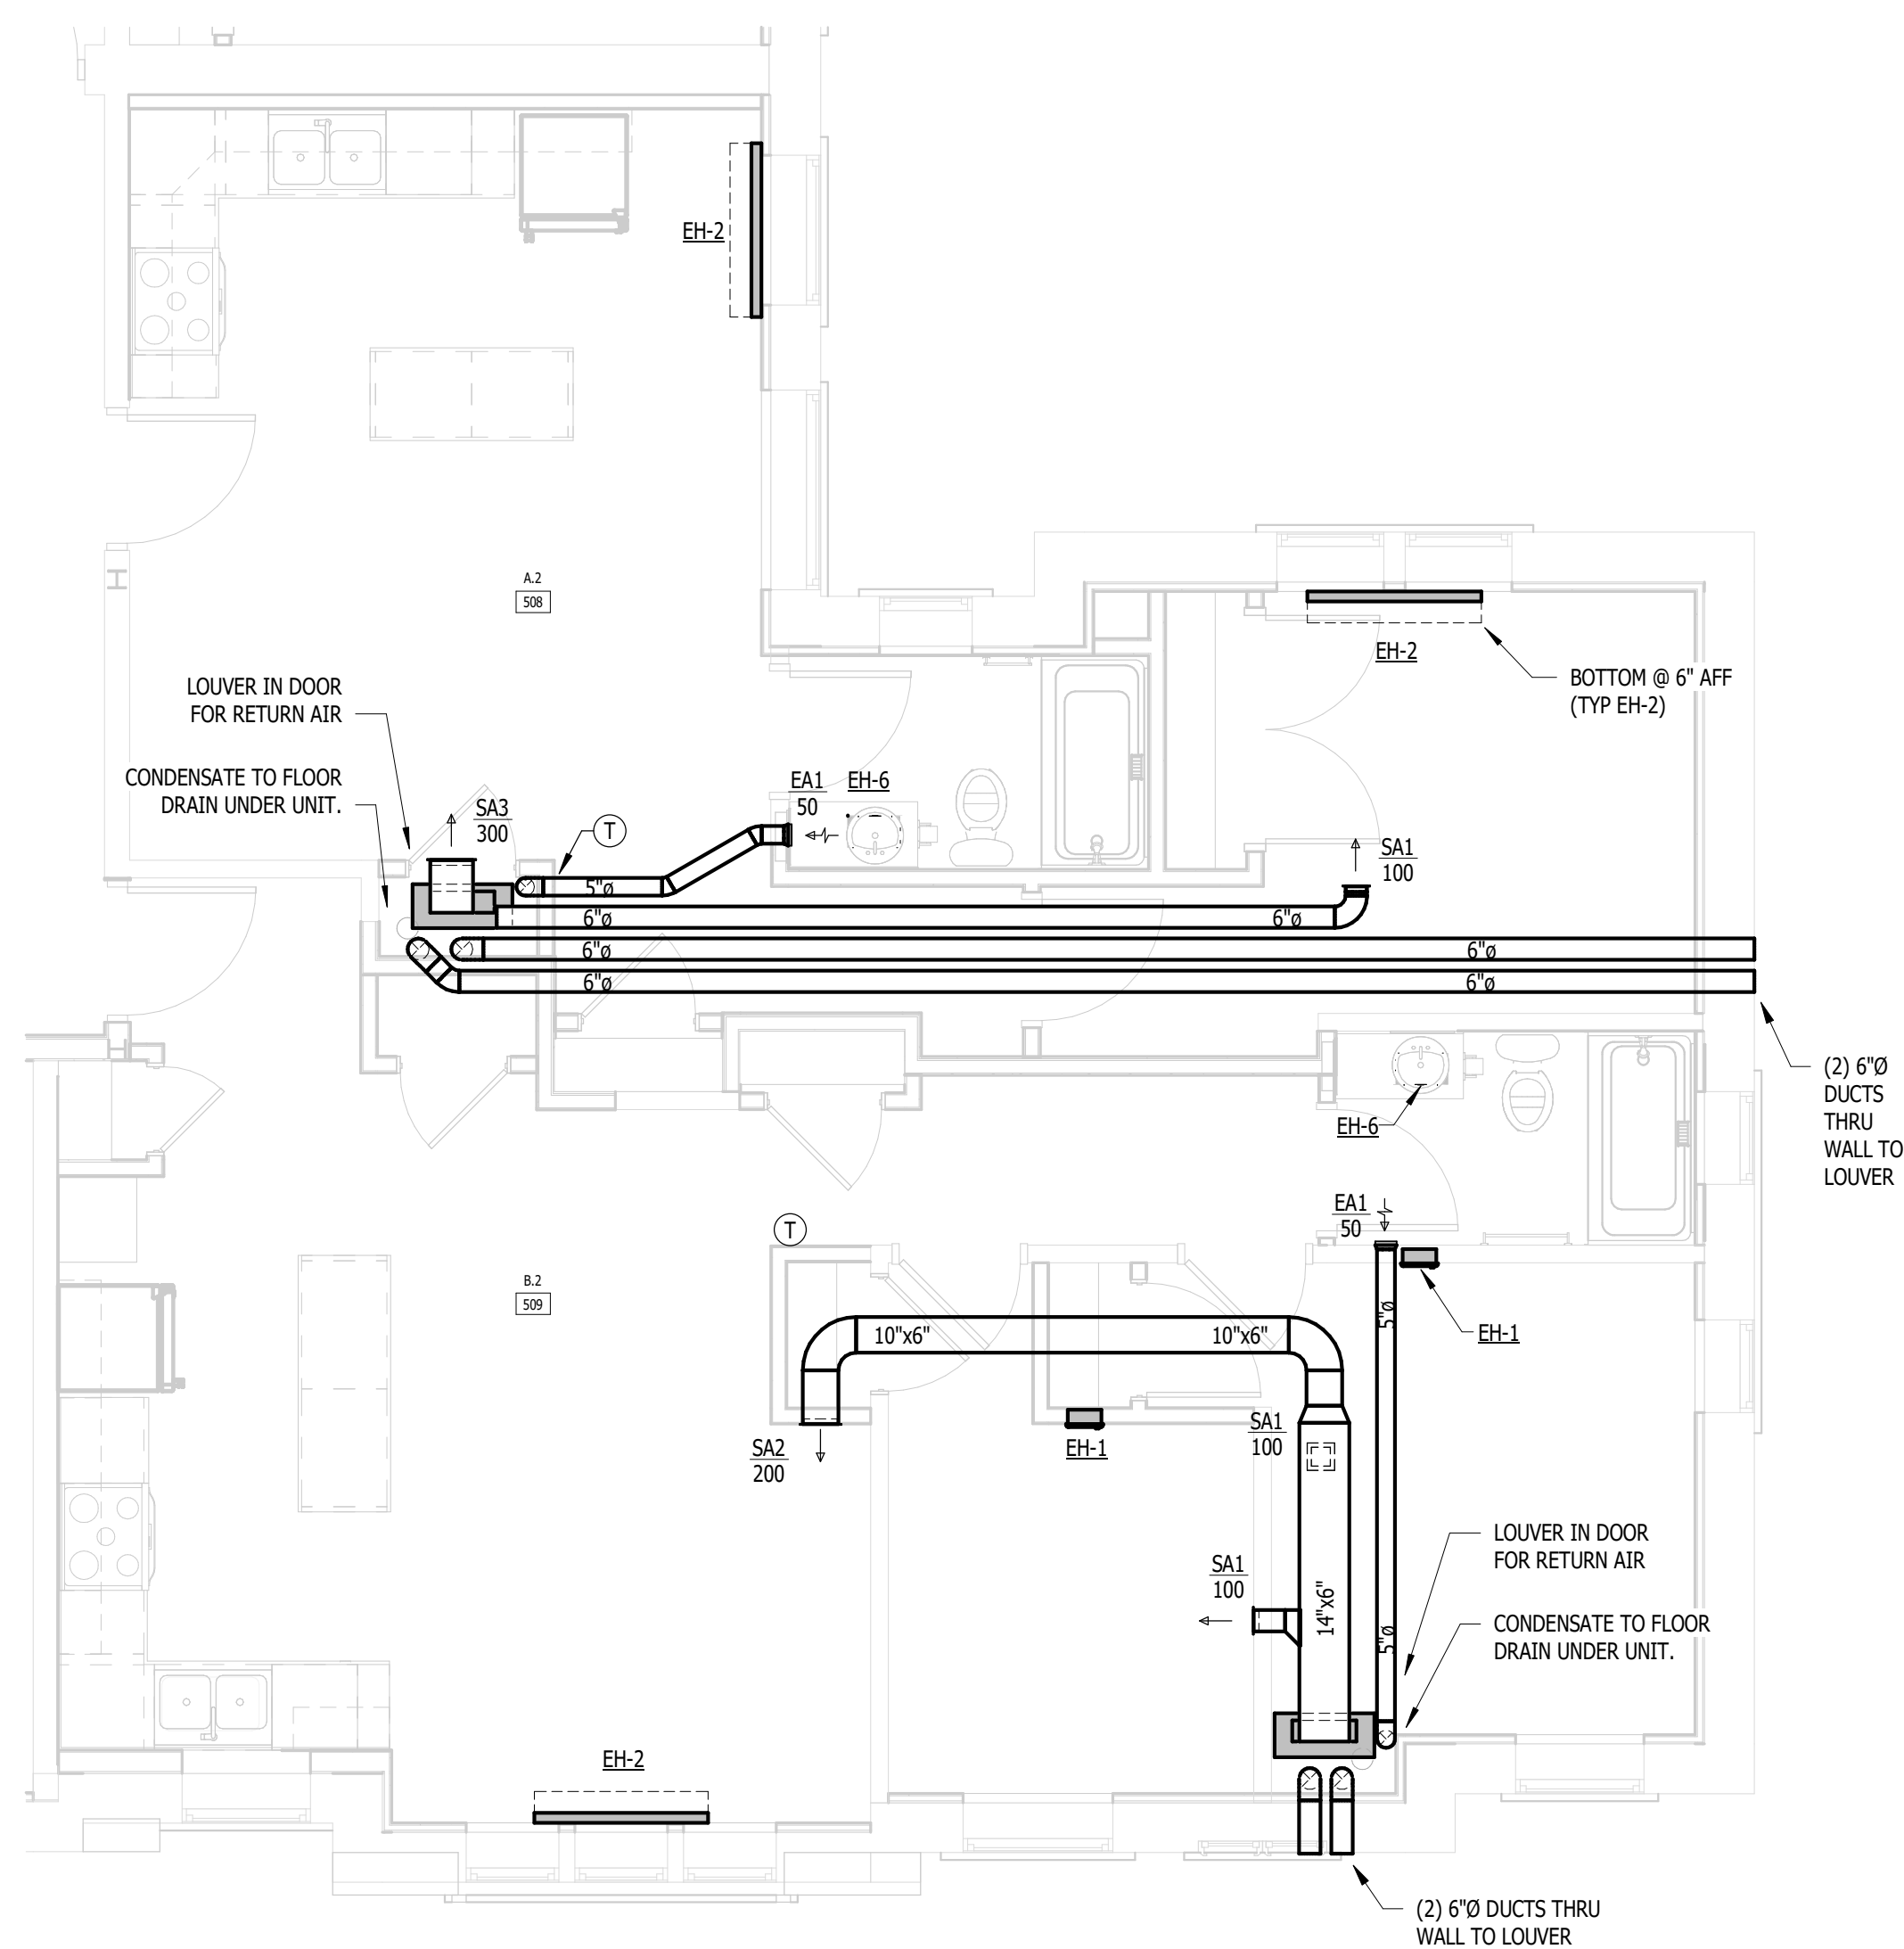 EH-2
A.2
508
EH-2
BOTTOM @ 6" AFF
(TYP EH-2)
LOUVER IN DOOR
FOR RETURN AIR
CONDENSATE TO FLOOR
DRAIN UNDER UNIT.
SA3
300
T
EA1
50
EH-6
SA1
100
5"ø
6"ø
6"ø
6"ø
6"ø
6"ø
6"ø
(2) 6"Ø
DUCTS
THRU
WALL TO
LOUVER
EH-6
EA1
50
T
B.2
509
5"ø
EH-1
10"x6"
10"x6"
SA2
200
EH-1
SA1
100
SA1
100
14"x6"
5"ø
LOUVER IN DOOR
FOR RETURN AIR
CONDENSATE TO FLOOR
DRAIN UNDER UNIT.
EH-2
(2) 6"Ø DUCTS THRU
WALL TO LOUVER